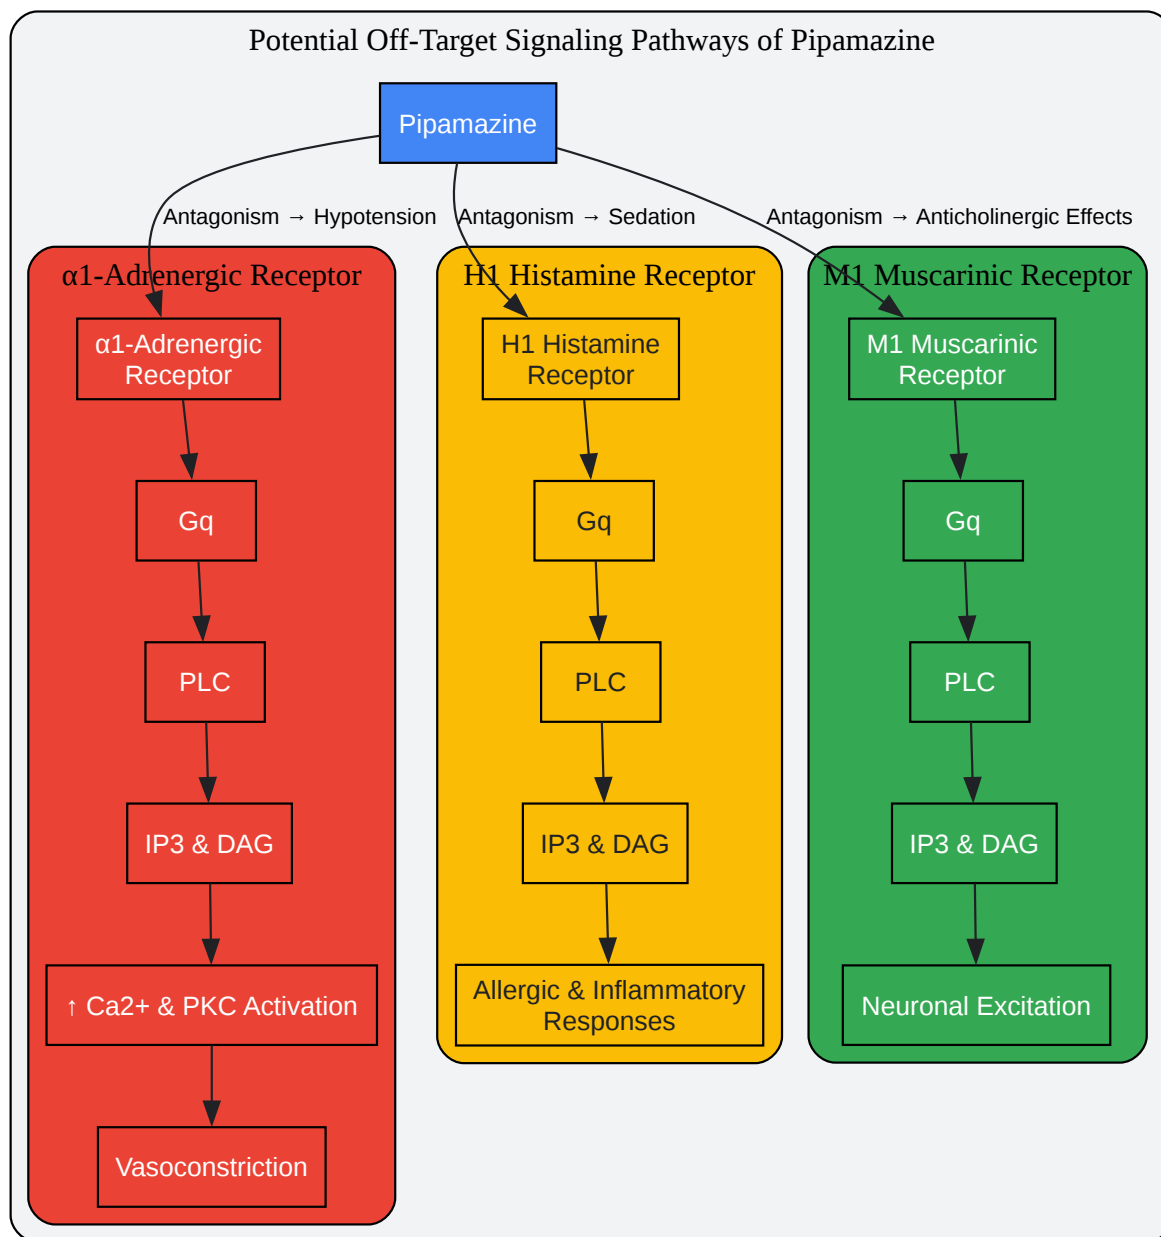 Potential Off-Target Signaling Pathways of Pipamazine
Pipamazine
Antagonism → Hypotension
Antagonism → Sedation
Antagonism → Anticholinergic Effects
α1-Adrenergic Receptor
α1-Adrenergic
Receptor
Gq
PLC
IP3 & DAG
↑ Ca2+ & PKC Activation
Vasoconstriction
H1 Histamine Receptor
H1 Histamine
Receptor
Gq
PLC
IP3 & DAG
Allergic & Inflammatory
Responses
M1 Muscarinic Receptor
M1 Muscarinic
Receptor
Gq
PLC
IP3 & DAG
Neuronal Excitation